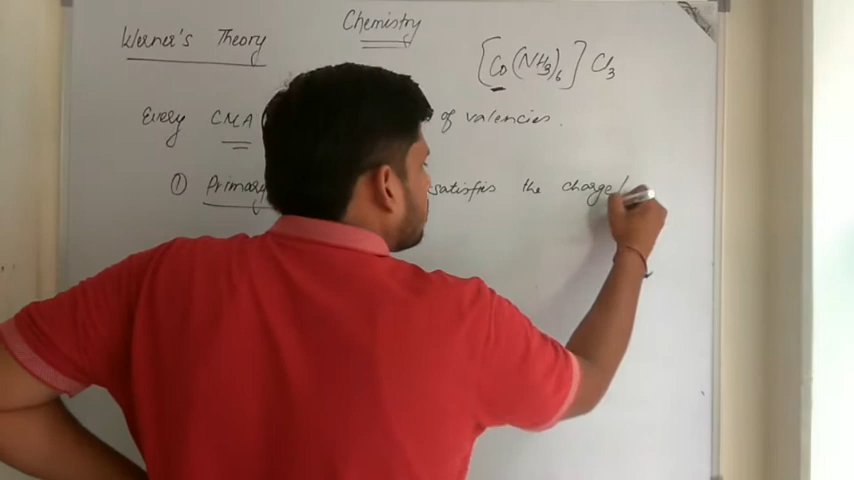 Chemistry
Werner's Theory
[Co(NH3)6]Cl3
Every CMA of valencies.
① Primary satisfies the charge/